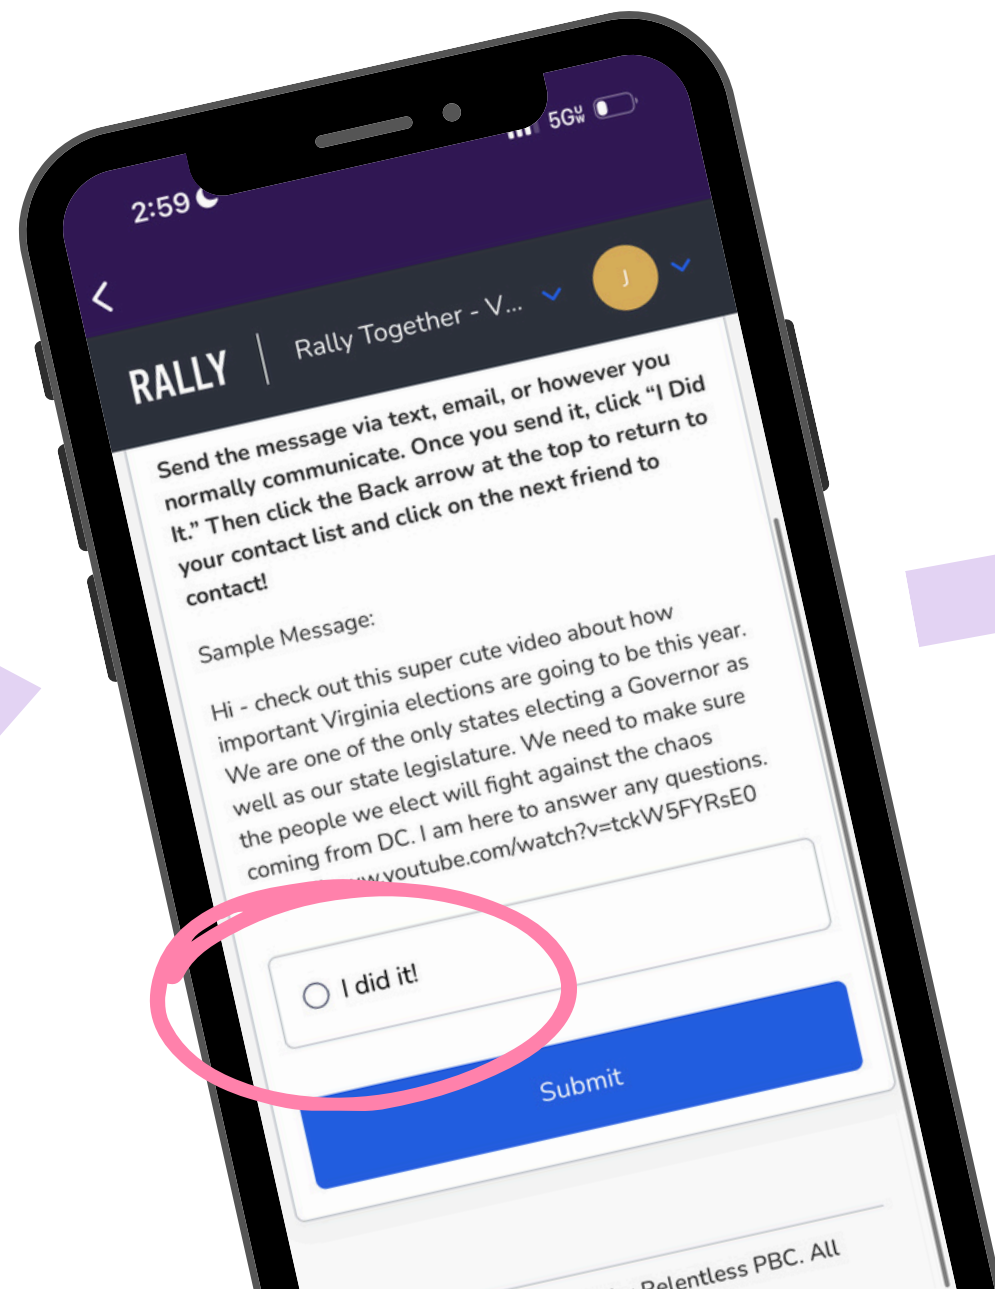 2:59
5GUW
RALLY
Rally Together - V...
J
Send the message via text, email, or however you
normally communicate. Once you send it, click “I Did
It.” Then click the Back arrow at the top to return to
your contact list and click on the next friend to
contact!
Sample Message:
Hi - check out this super cute video about how
important Virginia elections are going to be this year.
We are one of the only states electing a Governor as
well as our state legislature. We need to make sure
the people we elect will fight against the chaos
coming from DC. I am here to answer any questions.
.youtube.com/watch?v=tckW5FYRsE0
I did it!
Submit
Relentless PBC. All